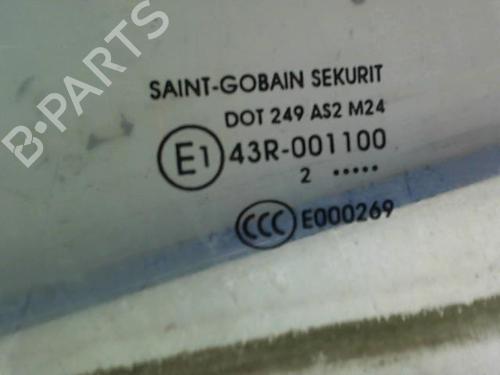 B-PARTS
SAINT-GOBAIN SEKURIT
DOT 249 AS2 M24
E1 43R-001100
2 •••••
CCC E000269